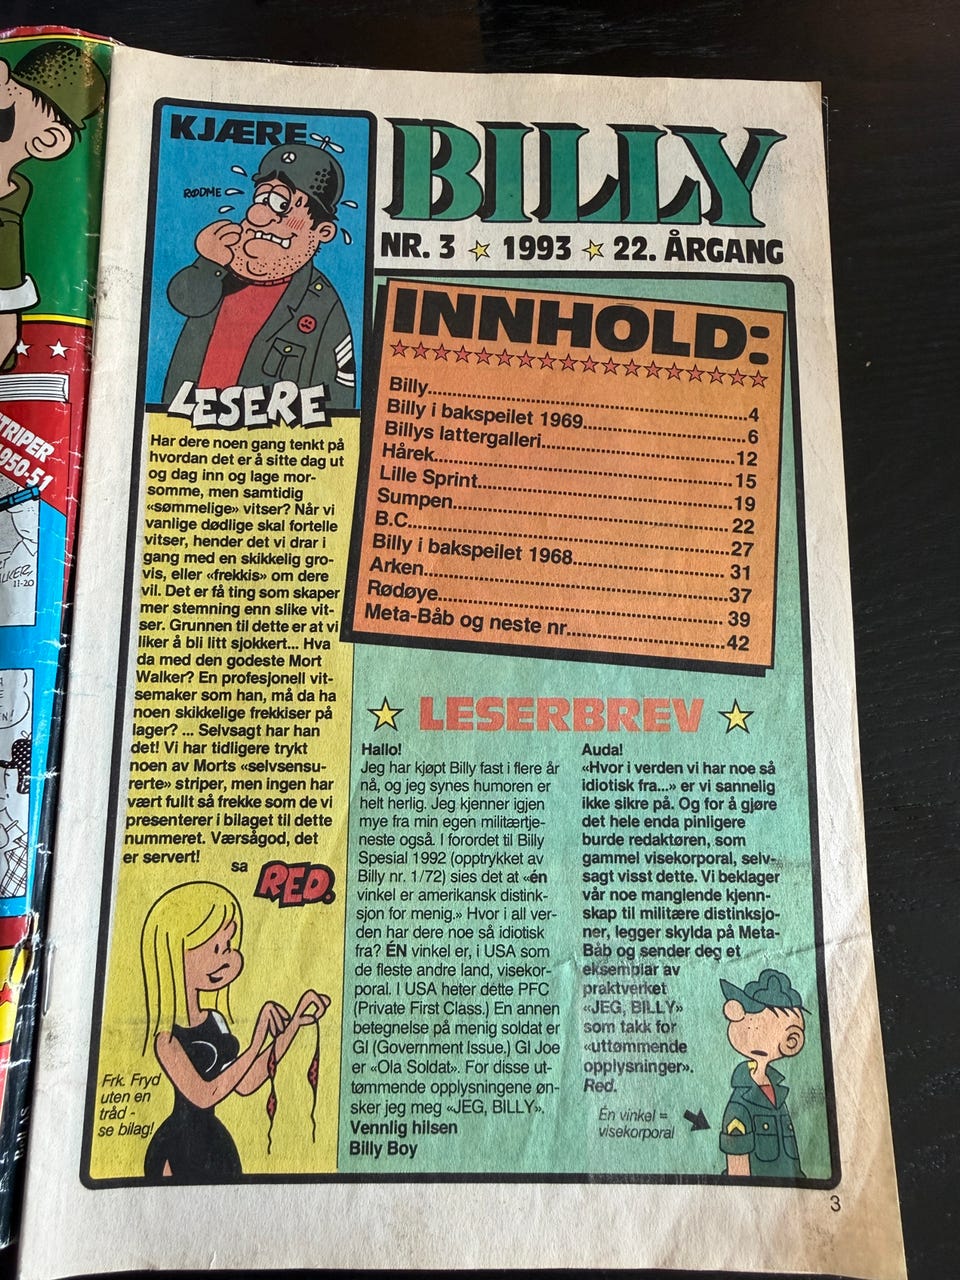 KJÆRE
RØDME
LESERE
Har dere noen gang tenkt på
hvordan det er å sitte dag ut
og dag inn og lage mor-
somme, men samtidig
«sømmelige» vitser? Når vi
vanlige dødlige skal fortelle
vitser, hender det vi drar i
gang med en skikkelig gro-
vis, eller «frekkis» om dere
vil. Det er få ting som skaper
mer stemning enn slike vit-
ser. Grunnen til dette er at vi
liker å bli litt sjokkert... Hva
da med den godeste Mort
Walker? En profesjonell vit-
semaker som han, må da ha
noen skikkelige frekkiser på
lager? ... Selvsagt har han
det! Vi har tidligere trykt
noen av Morts «selvsensu-
rerte» striper, men ingen har
vært fullt så frekke som de vi
presenterer i bilaget til dette
nummeret. Værsågod, det
er servert!
sa RED.
Frk. Fryd
uten en
tråd -
se bilag!
BILLY
NR. 3 1993 22. ÅRGANG
INNHOLD:
Billy....................4
Billy i bakspeilet 1969....................6
Billys lattergalleri....................12
Hårek....................15
Lille Sprint....................19
Sumpen....................22
B.C....................27
Billy i bakspeilet 1968....................31
Arken....................37
Rødøye....................39
Meta-Båb og neste nr....................42
LESERBREV
Hallo!
Jeg har kjøpt Billy fast i flere år
nå, og jeg synes humoren er
helt herlig. Jeg kjenner igjen
mye fra min egen militærtje-
neste også. I forordet til Billy
Spesial 1992 (opptrykket av
Billy nr. 1/72) sies det at «én
vinkel er amerikansk distink-
sjon for menig.» Hvor i all ver-
den har dere noe så idiotisk
fra? ÉN vinkel er, i USA som
de fleste andre land, visekor-
poral. I USA heter dette PFC
(Private First Class.) En annen
betegnelse på menig soldat er
GI (Government Issue.) GI Joe
er «Ola Soldat». For disse ut-
tømmende opplysningene øn-
sker jeg meg «JEG, BILLY».
Vennlig hilsen
Billy Boy
Auda!
«Hvor i verden vi har noe så
idiotisk fra...» er vi sannelig
ikke sikre på. Og for å gjøre
det hele enda pinligere
burde redaktøren, som
gammel visekorporal, selv-
sagt visst dette. Vi beklager
vår noe manglende kjenn-
skap til militære distinksjo-
ner, legger skylda på Meta-
Båb og sender deg et
eksemplar av
praktverket
«JEG, BILLY»
som takk for
«uttømmende
opplysninger».
Red.
En vinkel =
visekorporal
3
TRIPER
950-51
11-20